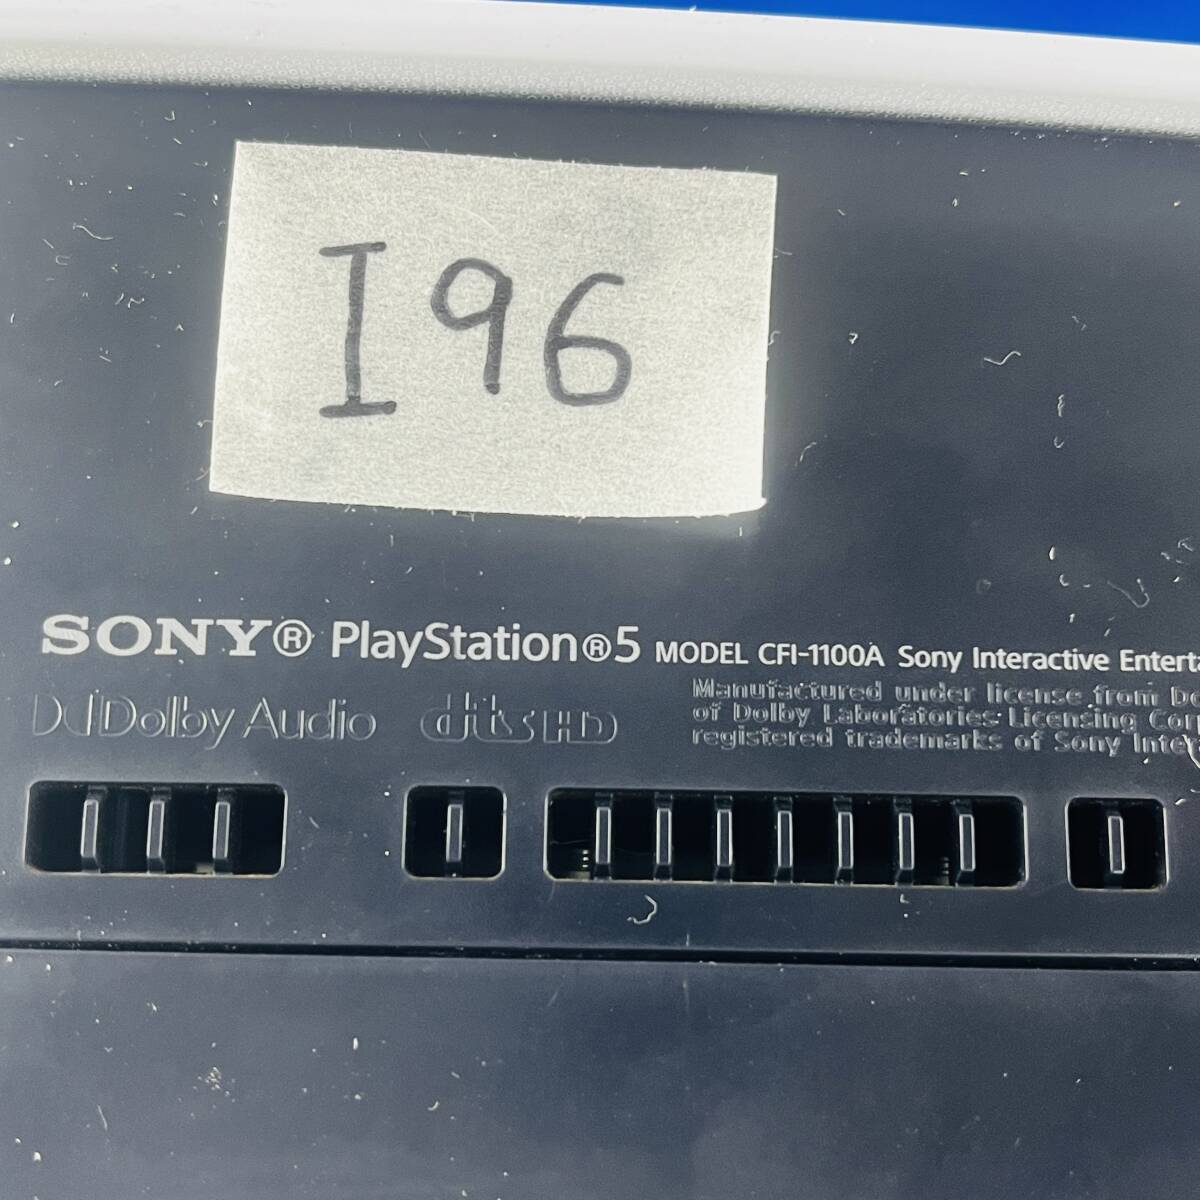 I96
SONY® PlayStation®5 MODEL CFI-1100A Sony Interactive
Dolby Audio dts HD
Manufactured under license from
of Dolby Laboratories Licensing
registered trademarks of Sony